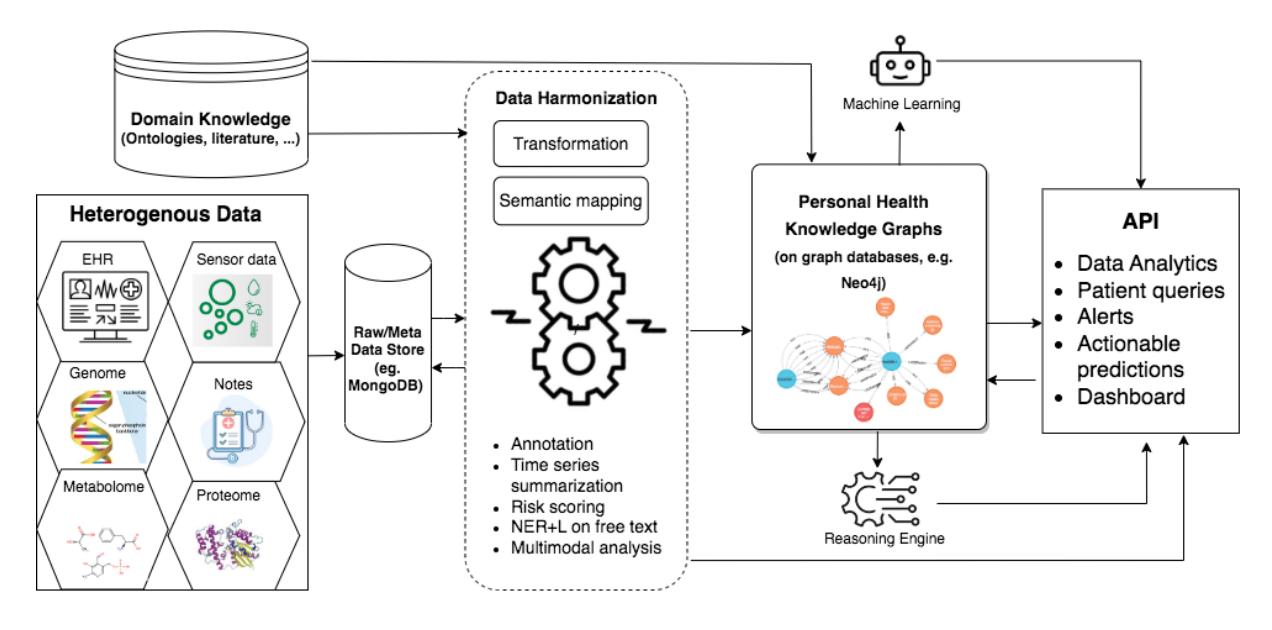 Domain Knowledge
(Ontologies, literature, ...)
Heterogenous Data
EHR
Sensor data
Genome
Notes
Metabolome
Proteome
Raw/Meta
Data Store
(eg.
MongoDB)
Data Harmonization
Transformation
Semantic mapping
• Annotation
• Time series
summarization
• Risk scoring
• NER+L on free text
• Multimodal analysis
Machine Learning
Personal Health
Knowledge Graphs
(on graph databases, e.g.
Neo4j)
Reasoning Engine
API
• Data Analytics
• Patient queries
• Alerts
• Actionable
predictions
• Dashboard